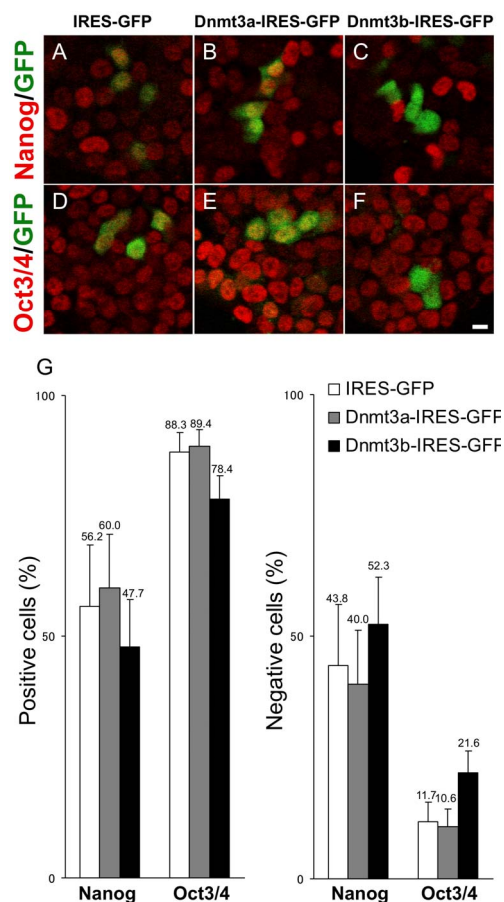 IRES-GFP Dnmt3a-IRES-GFP Dnmt3b-IRES-GFP
Nanog/GFP
A B C
Oct3/4/GFP
D E F
G
IRES-GFP
Dnmt3a-IRES-GFP
Dnmt3b-IRES-GFP
Positive cells (%)
100
50
0
56.2 60.0 47.7
88.3 89.4 78.4
Nanog Oct3/4
Negative cells (%)
100
50
0
43.8 40.0 52.3
11.7 10.6 21.6
Nanog Oct3/4